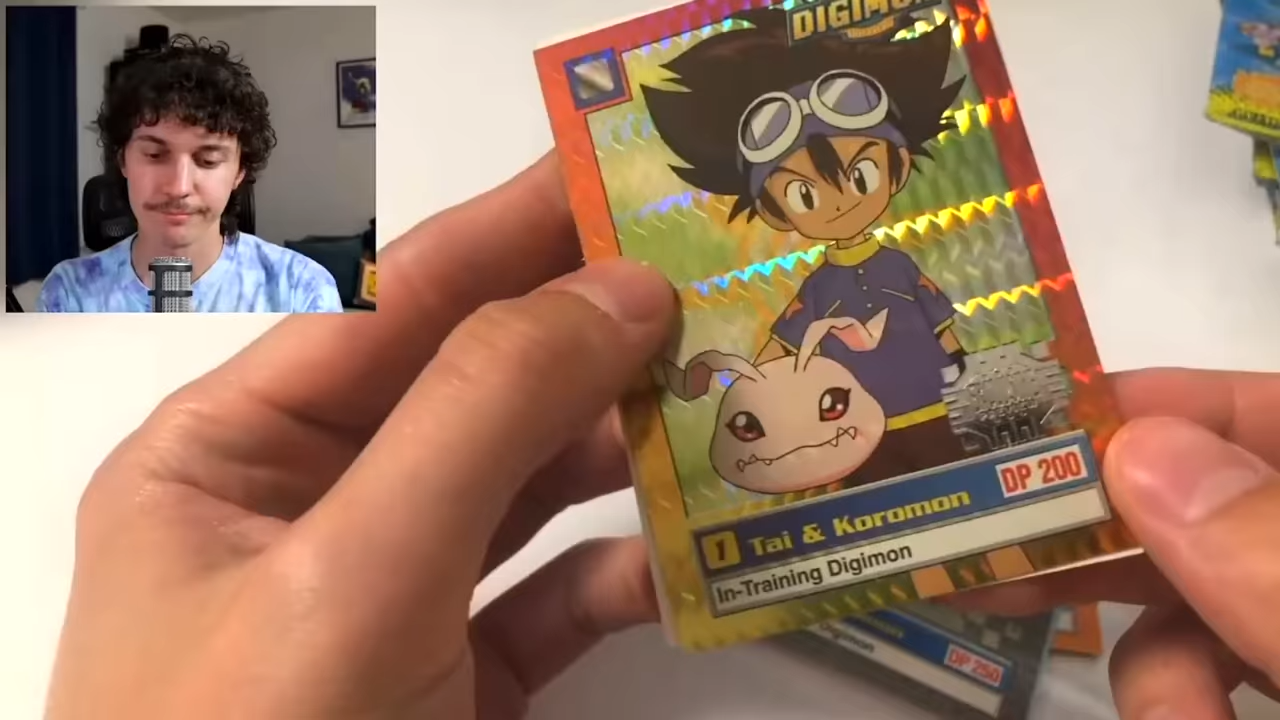 DIGIMON
DP 200
1 Tai & Koromon
In-Training Digimon
DP 250